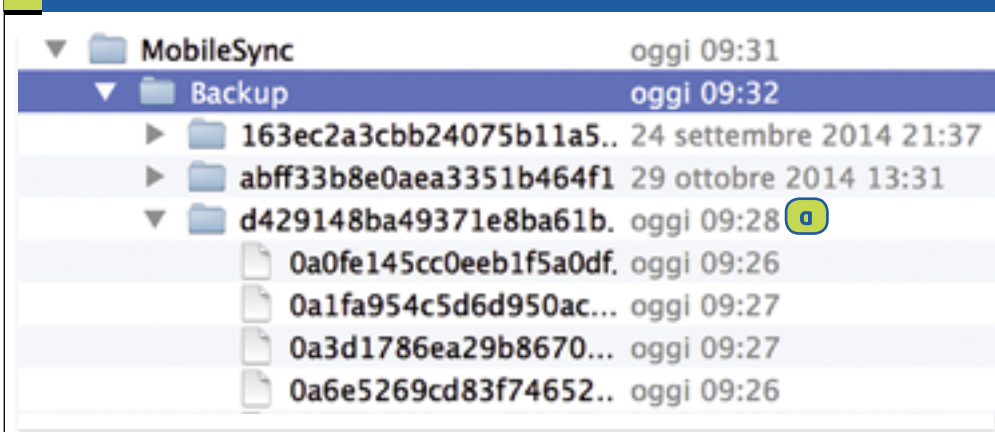 MobileSync oggi 09:31
Backup oggi 09:32
163ec2a3cbb24075b11a5.. 24 settembre 2014 21:37
abff33b8e0aea3351b464f1 29 ottobre 2014 13:31
d429148ba49371e8ba61b. oggi 09:28 a
0a0fe145cc0eeb1f5a0df. oggi 09:26
0a1fa954c5d6d950ac... oggi 09:27
0a3d1786ea29b8670... oggi 09:27
0a6e5269cd83f74652.. oggi 09:26